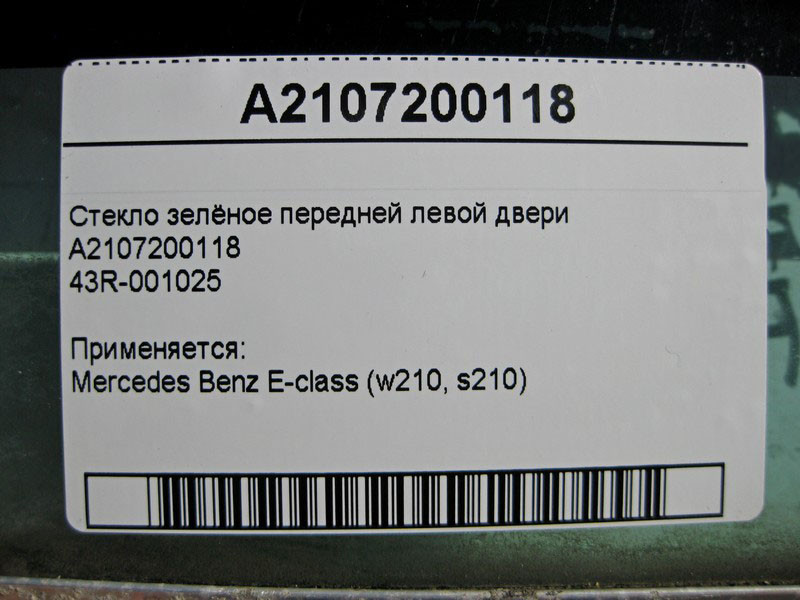 A2107200118
Стекло зелёное передней левой двери
A2107200118
43R-001025
Применяется:
Mercedes Benz E-class (w210, s210)